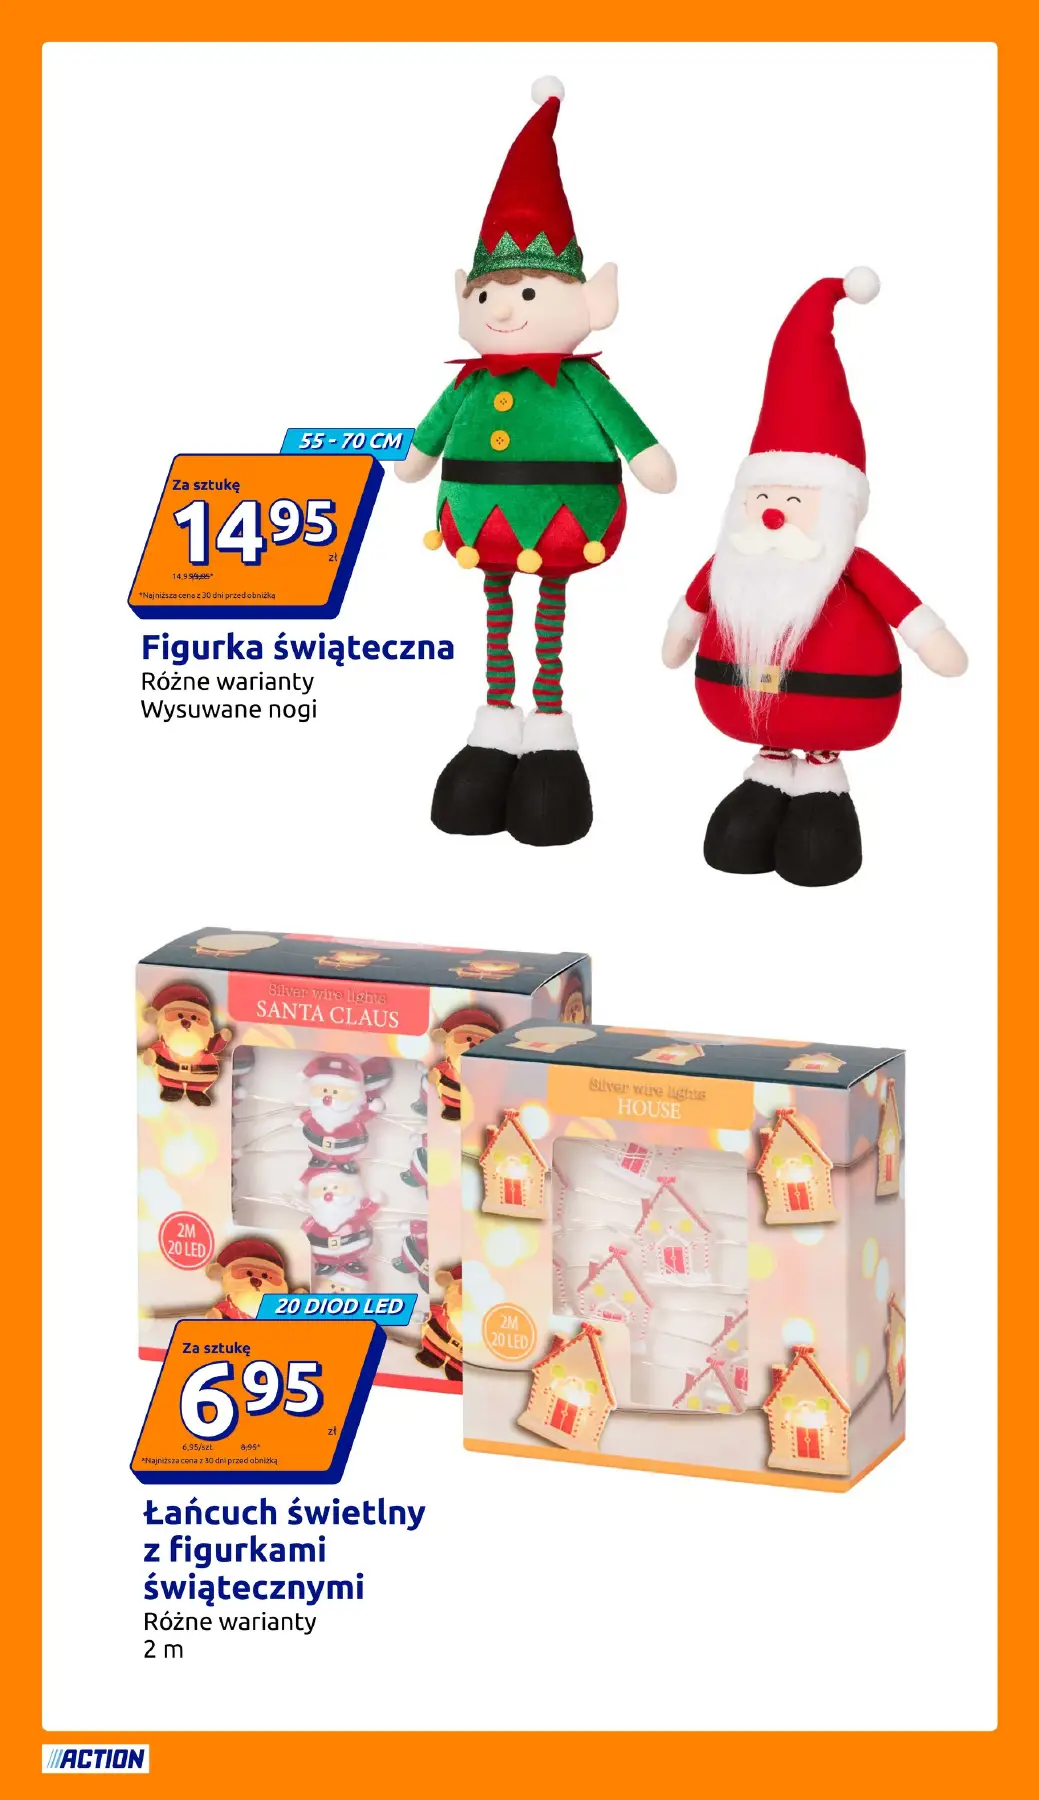 55 - 70 CM
Za sztukę
14 95
zł
*Najniższa cena z 30 dni przed obniżką
Figurka świąteczna
Różne warianty
Wysuwane nogi
Silver wire lights
SANTA CLAUS
2M
20 LED
Silver wire lights
HOUSE
2M
20 LED
20 DIOD LED
Za sztukę
6 95
zł
6,95/szt. 8,95*
*Najniższa cena z 30 dni przed obniżką
Łańcuch świetlny
z figurkami
świątecznymi
Różne warianty
2 m
ACTION